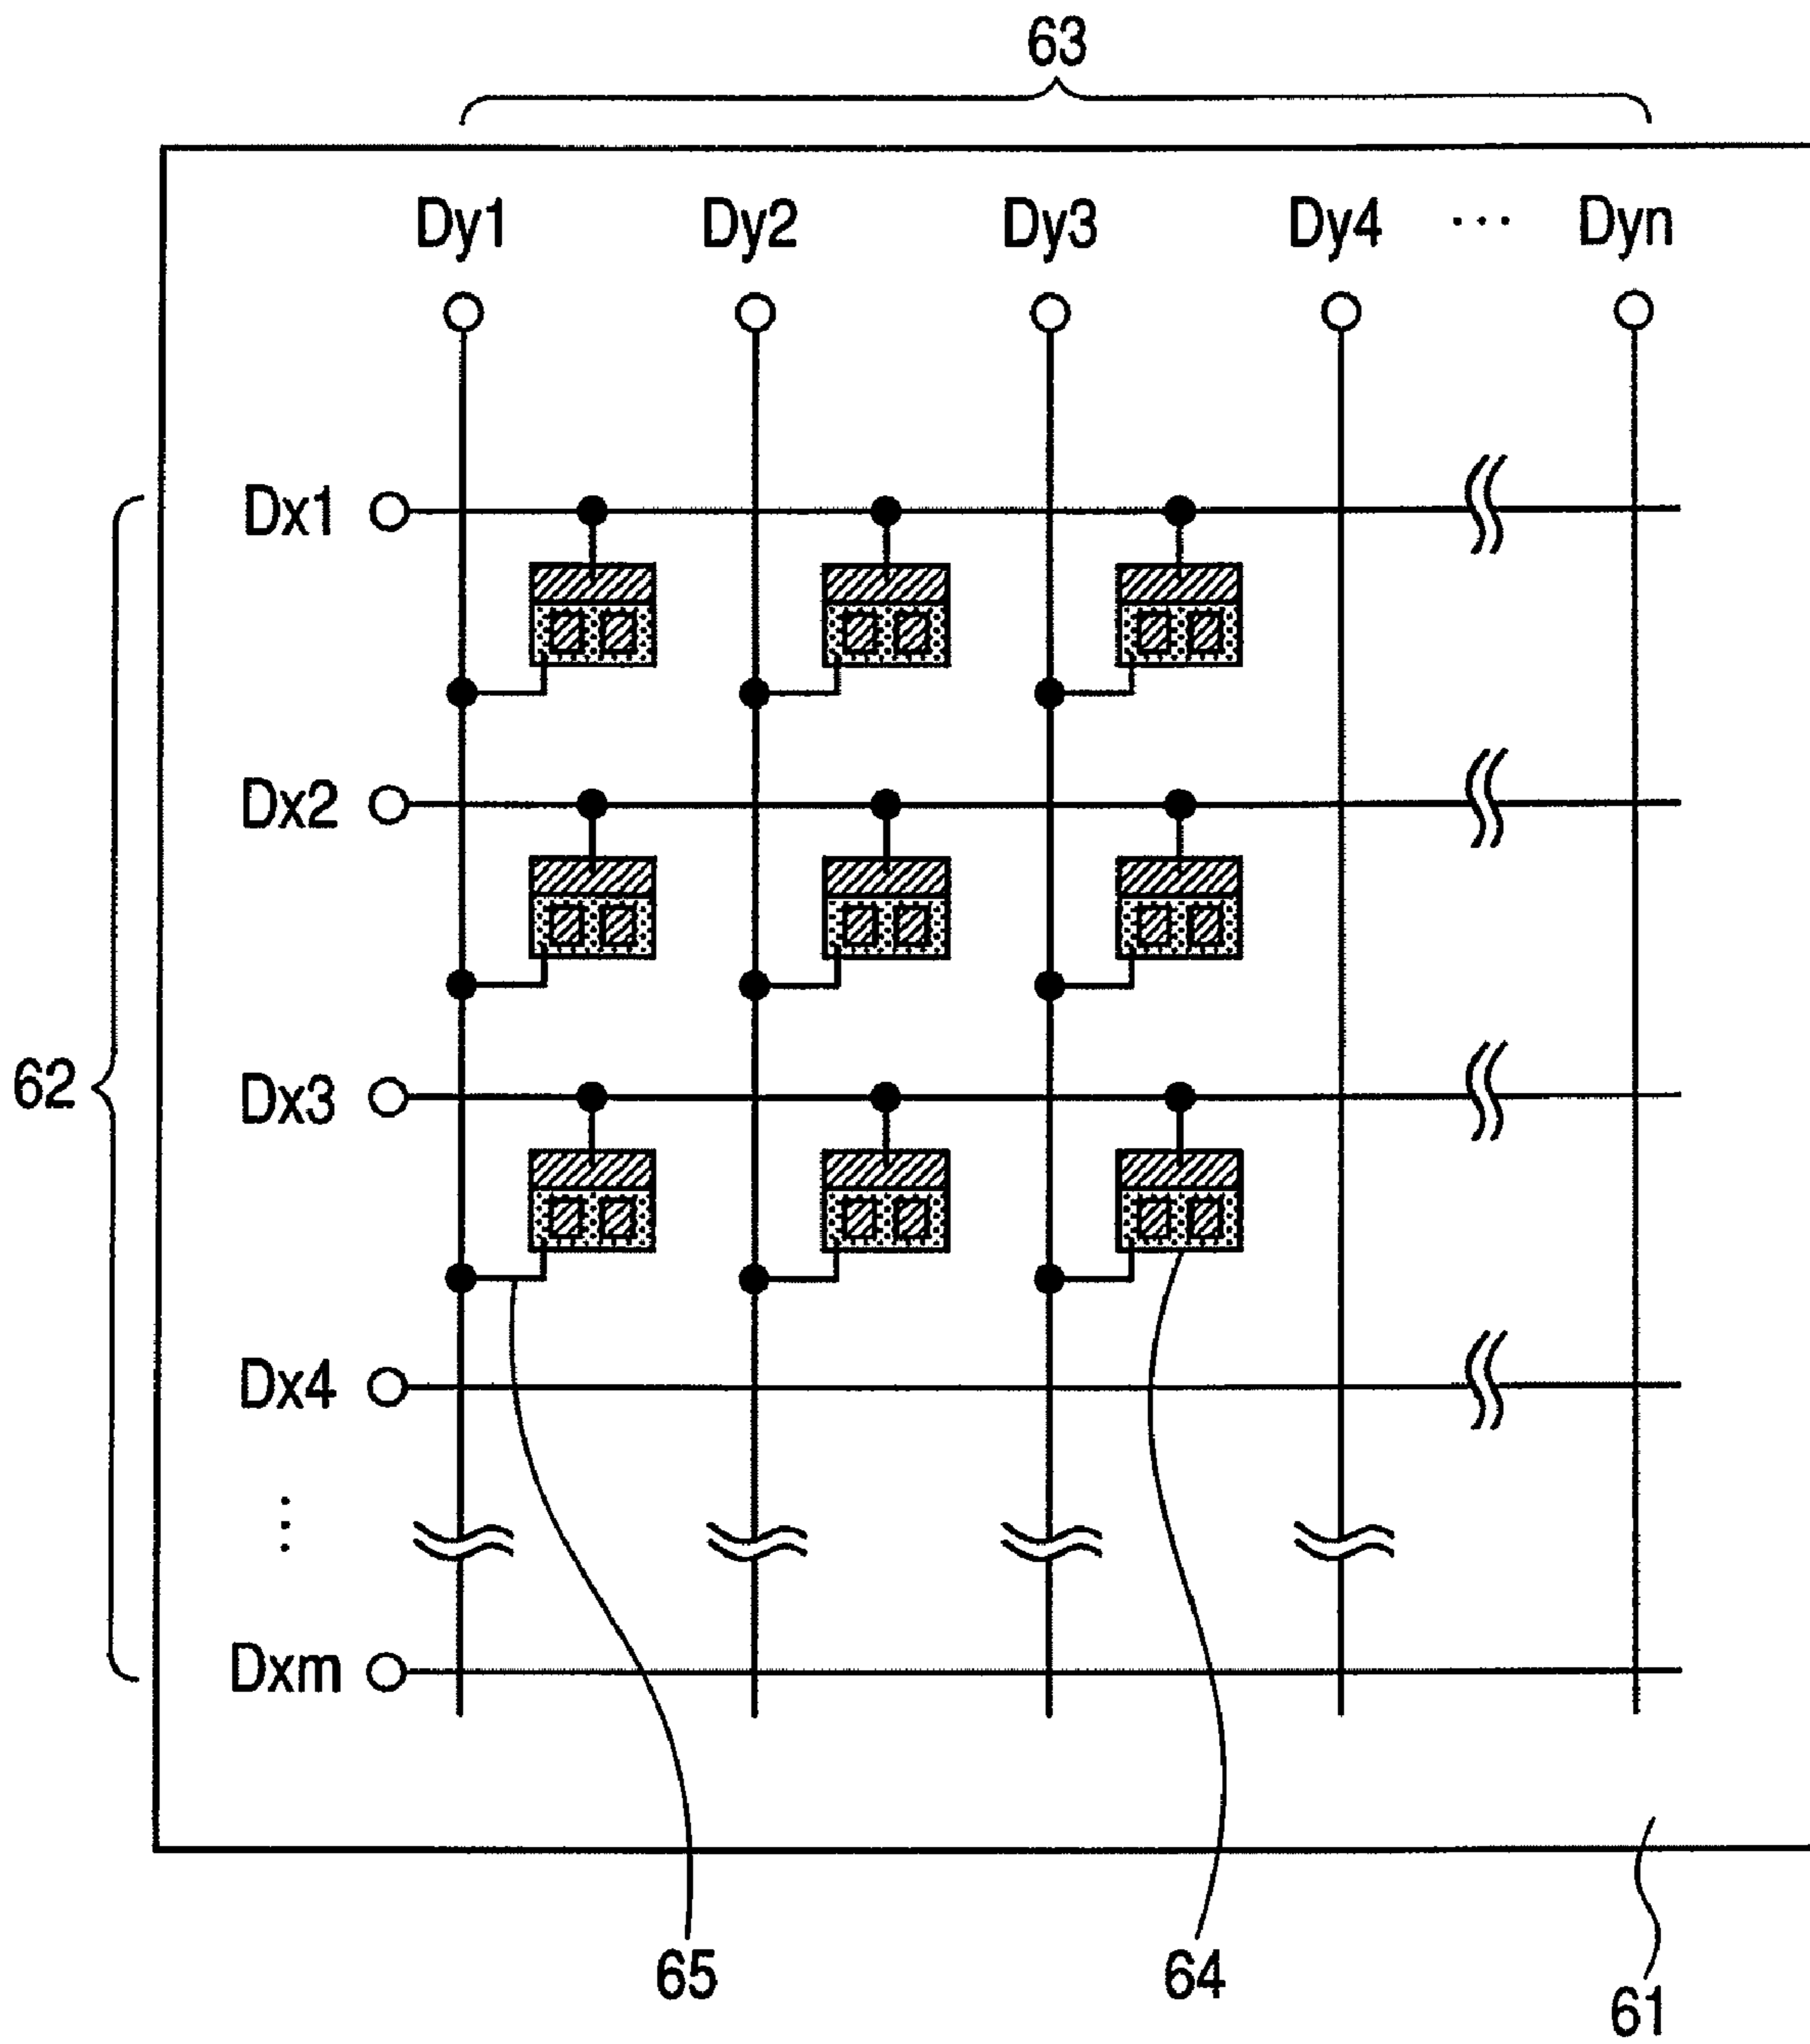 63
Dy1 Dy2 Dy3 Dy4 ... Dyn
Dx1
Dx2
62
Dx3
Dx4
⋮
Dxm
65 64 61